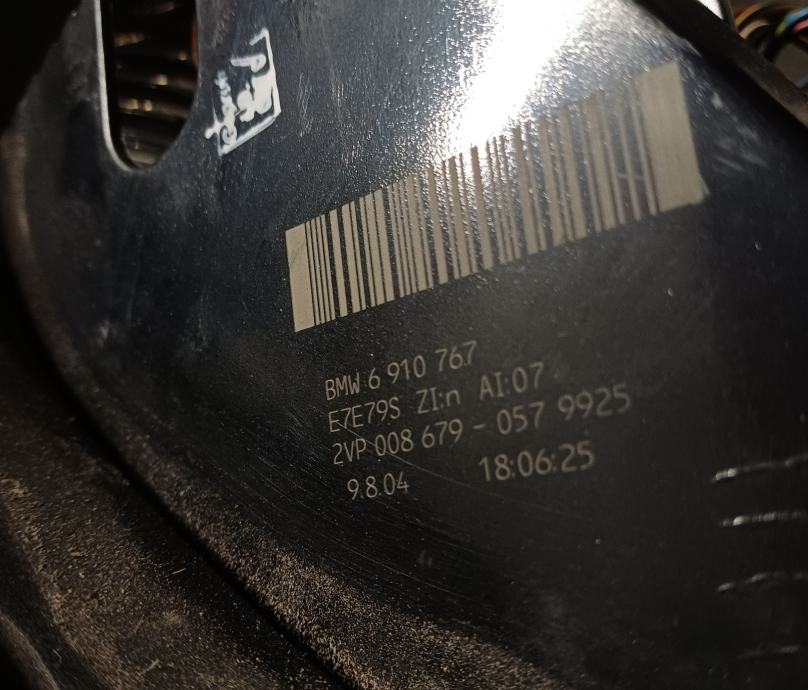 BMW 6 910 767
E7E79S ZI:n AI:07
2VP 008 679 - 057 9925
9.8.04 18:06:25